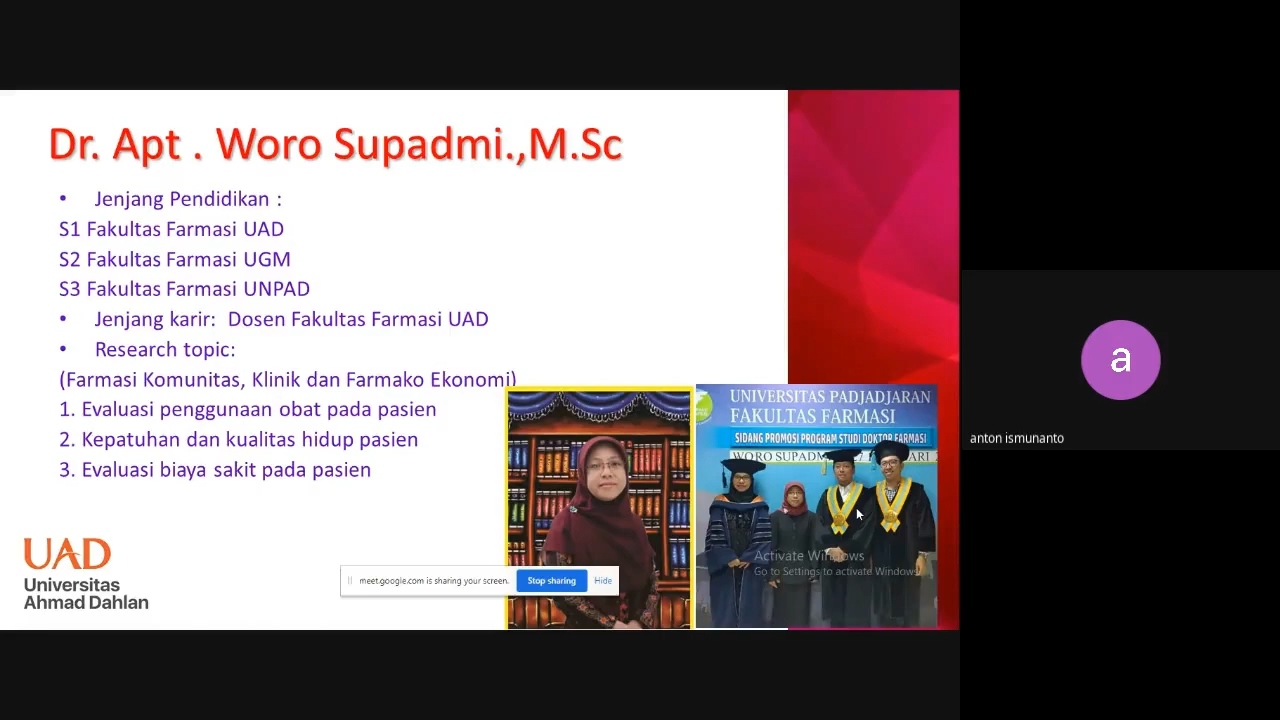 Dr. Apt . Woro Supadmi.,M.Sc
• Jenjang Pendidikan :
S1 Fakultas Farmasi UAD
S2 Fakultas Farmasi UGM
S3 Fakultas Farmasi UNPAD
• Jenjang karir: Dosen Fakultas Farmasi UAD
• Research topic:
(Farmasi Komunitas, Klinik dan Farmako Ekonomi)
1. Evaluasi penggunaan obat pada pasien
2. Kepatuhan dan kualitas hidup pasien
3. Evaluasi biaya sakit pada pasien
UAD
Universitas
Ahmad Dahlan
meet.google.com is sharing your screen.
Stop sharing
Hide
UNIVERSITAS PADJADJARAN
FAKULTAS FARMASI
SIDANG PROMOSI PROGRAM STUDI DOKTOR FARMASI
WORO
Activate Windows
Go to Settings to activate Windows.
a
anton ismunanto